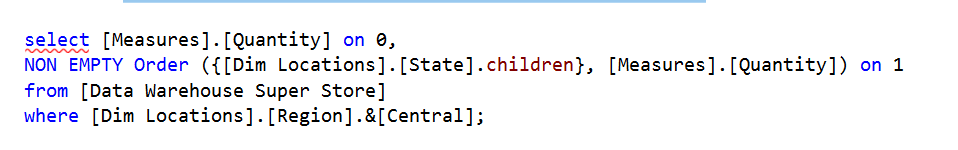 select [Measures].[Quantity] on 0,
NON EMPTY Order ({[Dim Locations].[State].children}, [Measures].[Quantity]) on 1
from [Data Warehouse Super Store]
where [Dim Locations].[Region].&[Central];